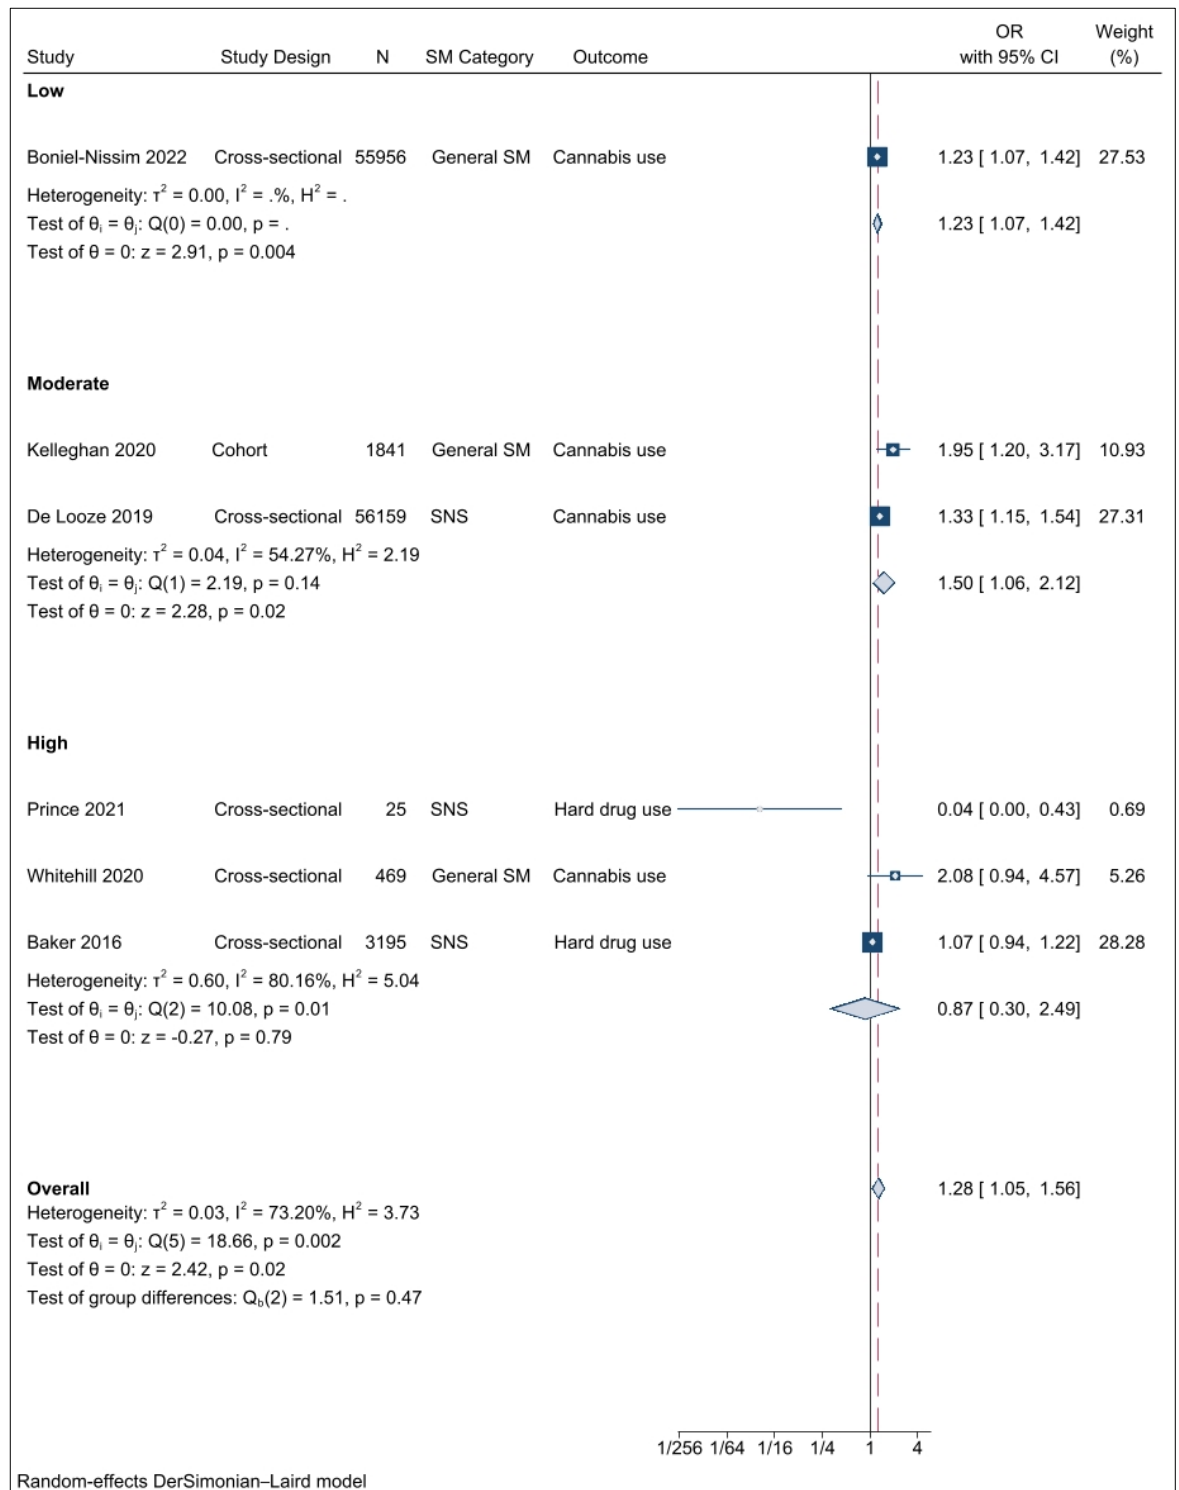 OR Weight
Study Study Design N SM Category Outcome with 95% CI (%)
Low
Boniel-Nissim 2022 Cross-sectional 55956 General SM Cannabis use 1.23 [ 1.07, 1.42] 27.53
Heterogeneity: τ² = 0.00, I² = .%, H² = .
Test of θᵢ = θⱼ: Q(0) = 0.00, p = . 1.23 [ 1.07, 1.42]
Test of θ = 0: z = 2.91, p = 0.004
Moderate
Kelleghan 2020 Cohort 1841 General SM Cannabis use 1.95 [ 1.20, 3.17] 10.93
De Looze 2019 Cross-sectional 56159 SNS Cannabis use 1.33 [ 1.15, 1.54] 27.31
Heterogeneity: τ² = 0.04, I² = 54.27%, H² = 2.19
Test of θᵢ = θⱼ: Q(1) = 2.19, p = 0.14 1.50 [ 1.06, 2.12]
Test of θ = 0: z = 2.28, p = 0.02
High
Prince 2021 Cross-sectional 25 SNS Hard drug use 0.04 [ 0.00, 0.43] 0.69
Whitehill 2020 Cross-sectional 469 General SM Cannabis use 2.08 [ 0.94, 4.57] 5.26
Baker 2016 Cross-sectional 3195 SNS Hard drug use 1.07 [ 0.94, 1.22] 28.28
Heterogeneity: τ² = 0.60, I² = 80.16%, H² = 5.04
Test of θᵢ = θⱼ: Q(2) = 10.08, p = 0.01 0.87 [ 0.30, 2.49]
Test of θ = 0: z = -0.27, p = 0.79
Overall 1.28 [ 1.05, 1.56]
Heterogeneity: τ² = 0.03, I² = 73.20%, H² = 3.73
Test of θᵢ = θⱼ: Q(5) = 18.66, p = 0.002
Test of θ = 0: z = 2.42, p = 0.02
Test of group differences: Q_b(2) = 1.51, p = 0.47
1/256 1/64 1/16 1/4 1 4
Random-effects DerSimonian–Laird model